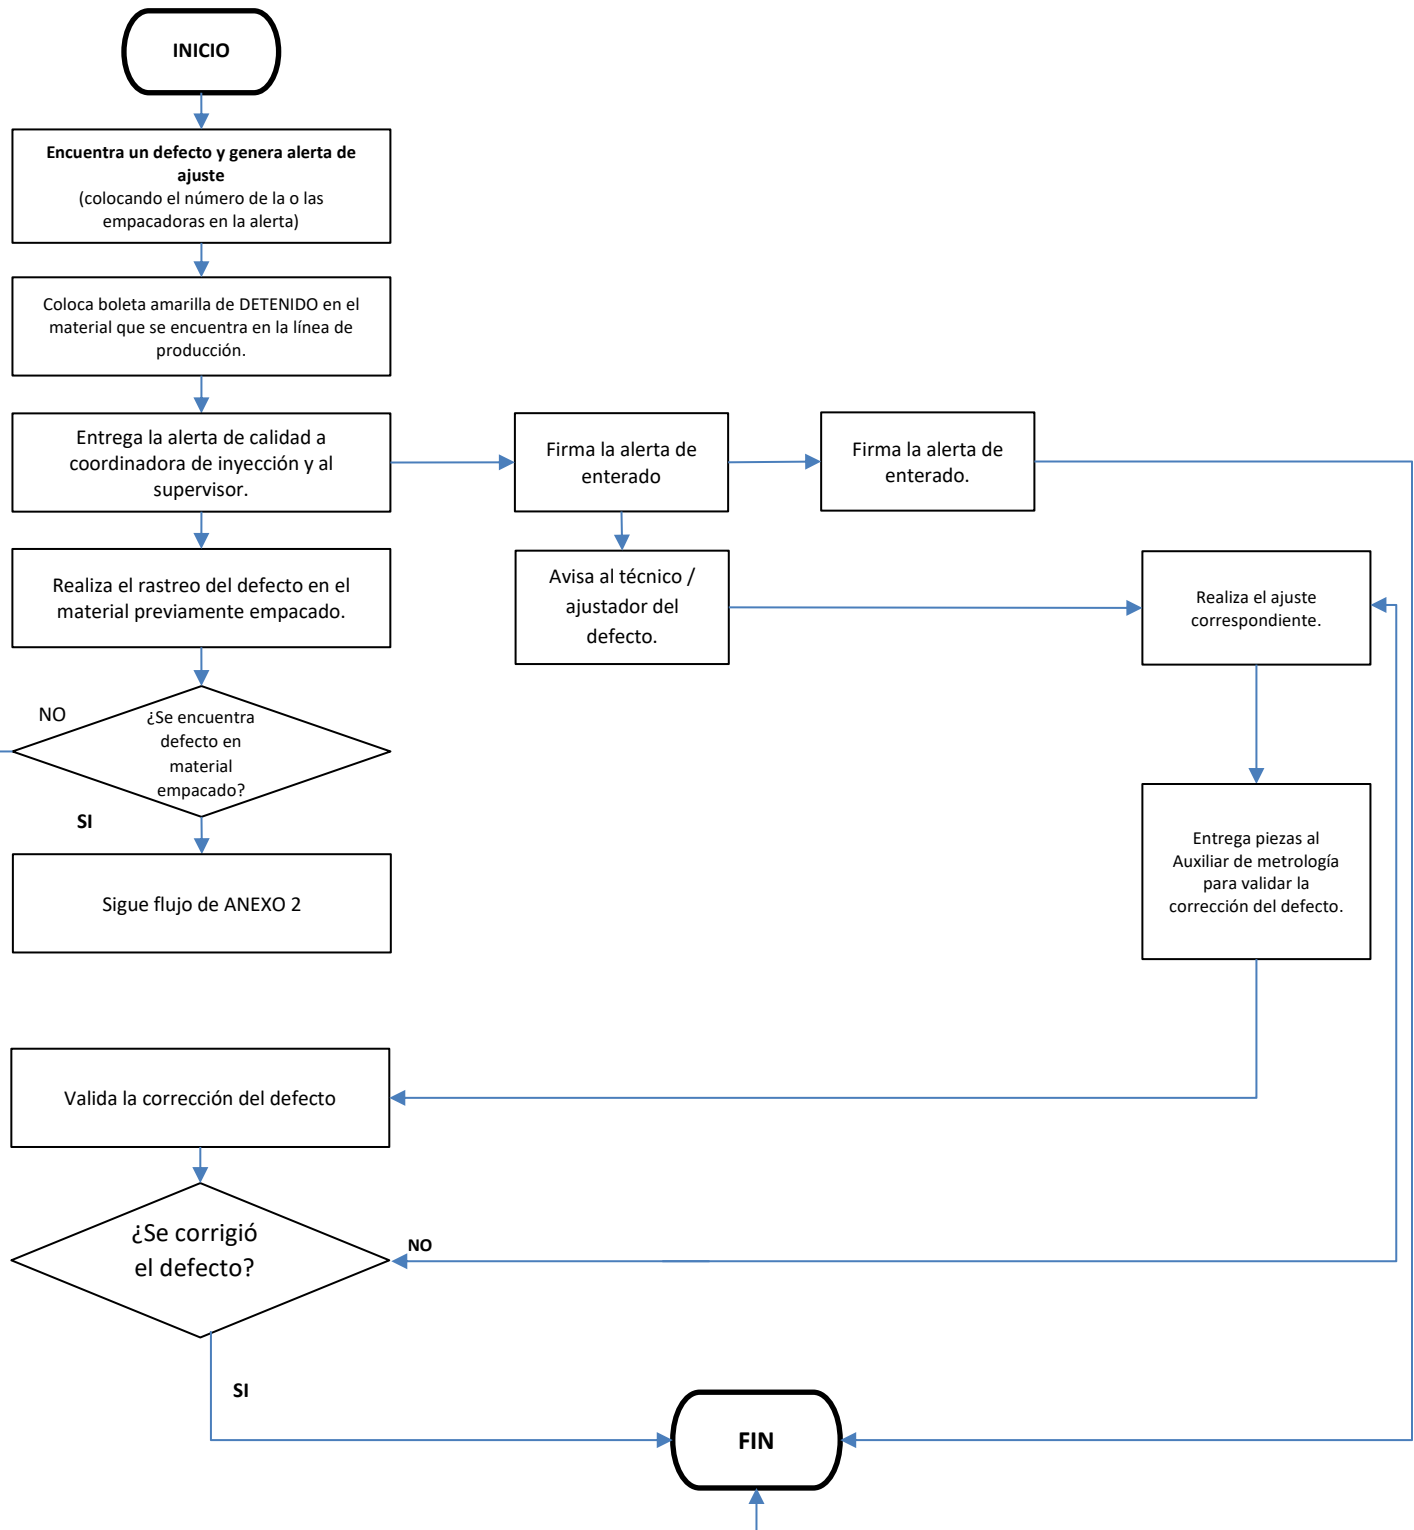 INICIO
Encuentra un defecto y genera alerta de
ajuste
(colocando el número de la o las
empacadoras en la alerta)
Coloca boleta amarilla de DETENIDO en el
material que se encuentra en la línea de
producción.
Entrega la alerta de calidad a
coordinadora de inyección y al
supervisor.
Firma la alerta de
enterado
Firma la alerta de
enterado.
Realiza el rastreo del defecto en el
material previamente empacado.
Avisa al técnico /
ajustador del
defecto.
Realiza el ajuste
correspondiente.
NO
¿Se encuentra
defecto en
material
empacado?
SI
Entrega piezas al
Auxiliar de metrología
para validar la
corrección del defecto.
Sigue flujo de ANEXO 2
Valida la corrección del defecto
¿Se corrigió
el defecto?
NO
SI
FIN